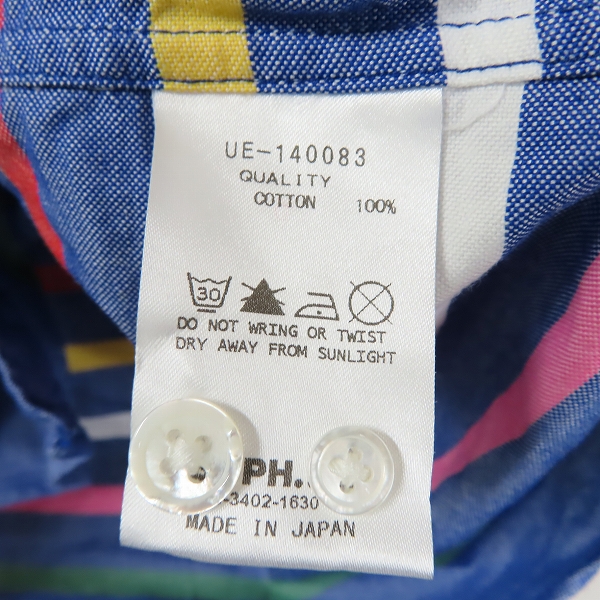 UE-140083
QUALITY
COTTON 100%
30
DO NOT WRING OR TWIST
DRY AWAY FROM SUNLIGHT
PH.
-3402-1630
MADE IN JAPAN